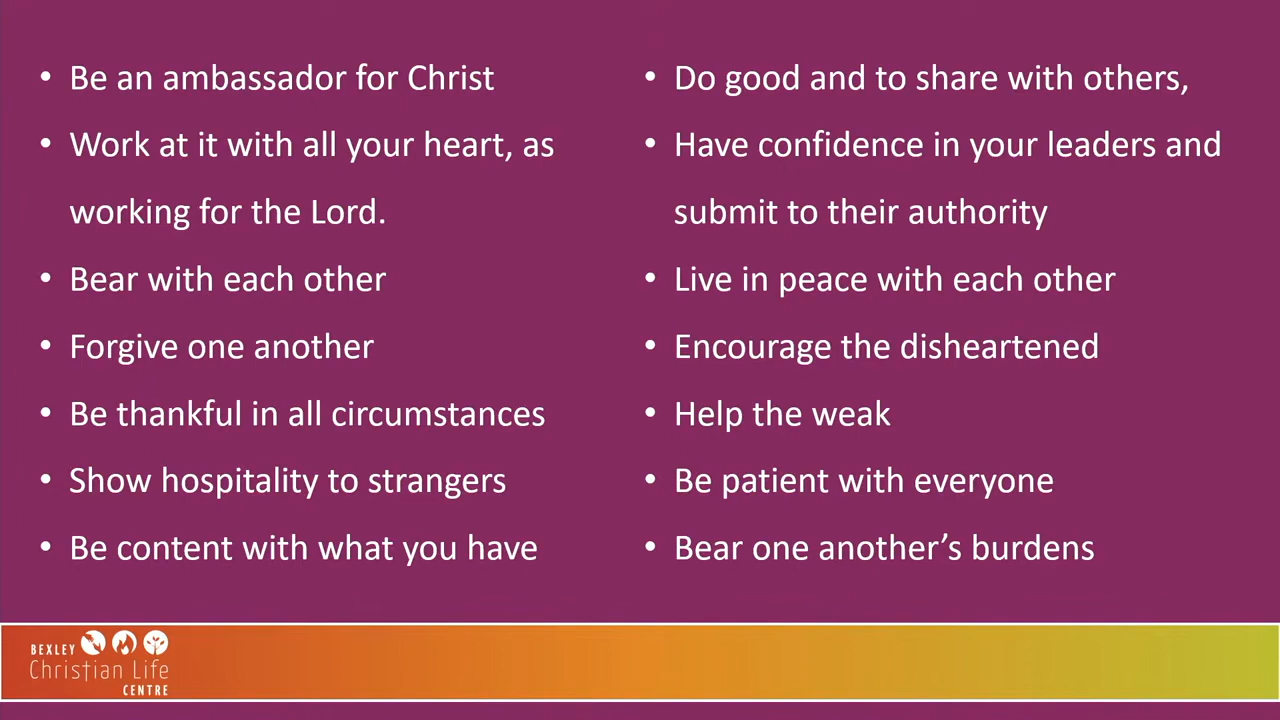 • Be an ambassador for Christ
• Work at it with all your heart, as
working for the Lord.
• Bear with each other
• Forgive one another
• Be thankful in all circumstances
• Show hospitality to strangers
• Be content with what you have
• Do good and to share with others,
• Have confidence in your leaders and
submit to their authority
• Live in peace with each other
• Encourage the disheartened
• Help the weak
• Be patient with everyone
• Bear one another’s burdens
BEXLEY
Christian Life
CENTRE